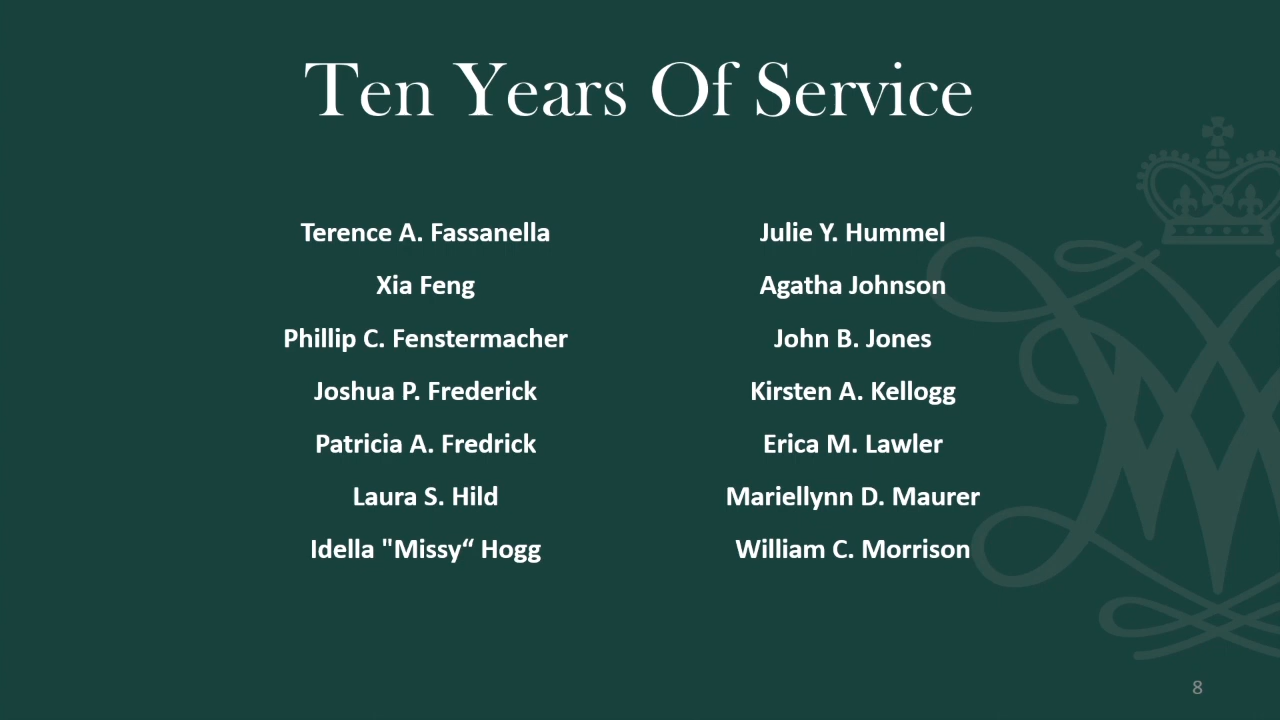 Ten Years Of Service
Terence A. Fassanella
Xia Feng
Phillip C. Fenstermacher
Joshua P. Frederick
Patricia A. Fredrick
Laura S. Hild
Idella "Missy“ Hogg
Julie Y. Hummel
Agatha Johnson
John B. Jones
Kirsten A. Kellogg
Erica M. Lawler
Mariellynn D. Maurer
William C. Morrison
8